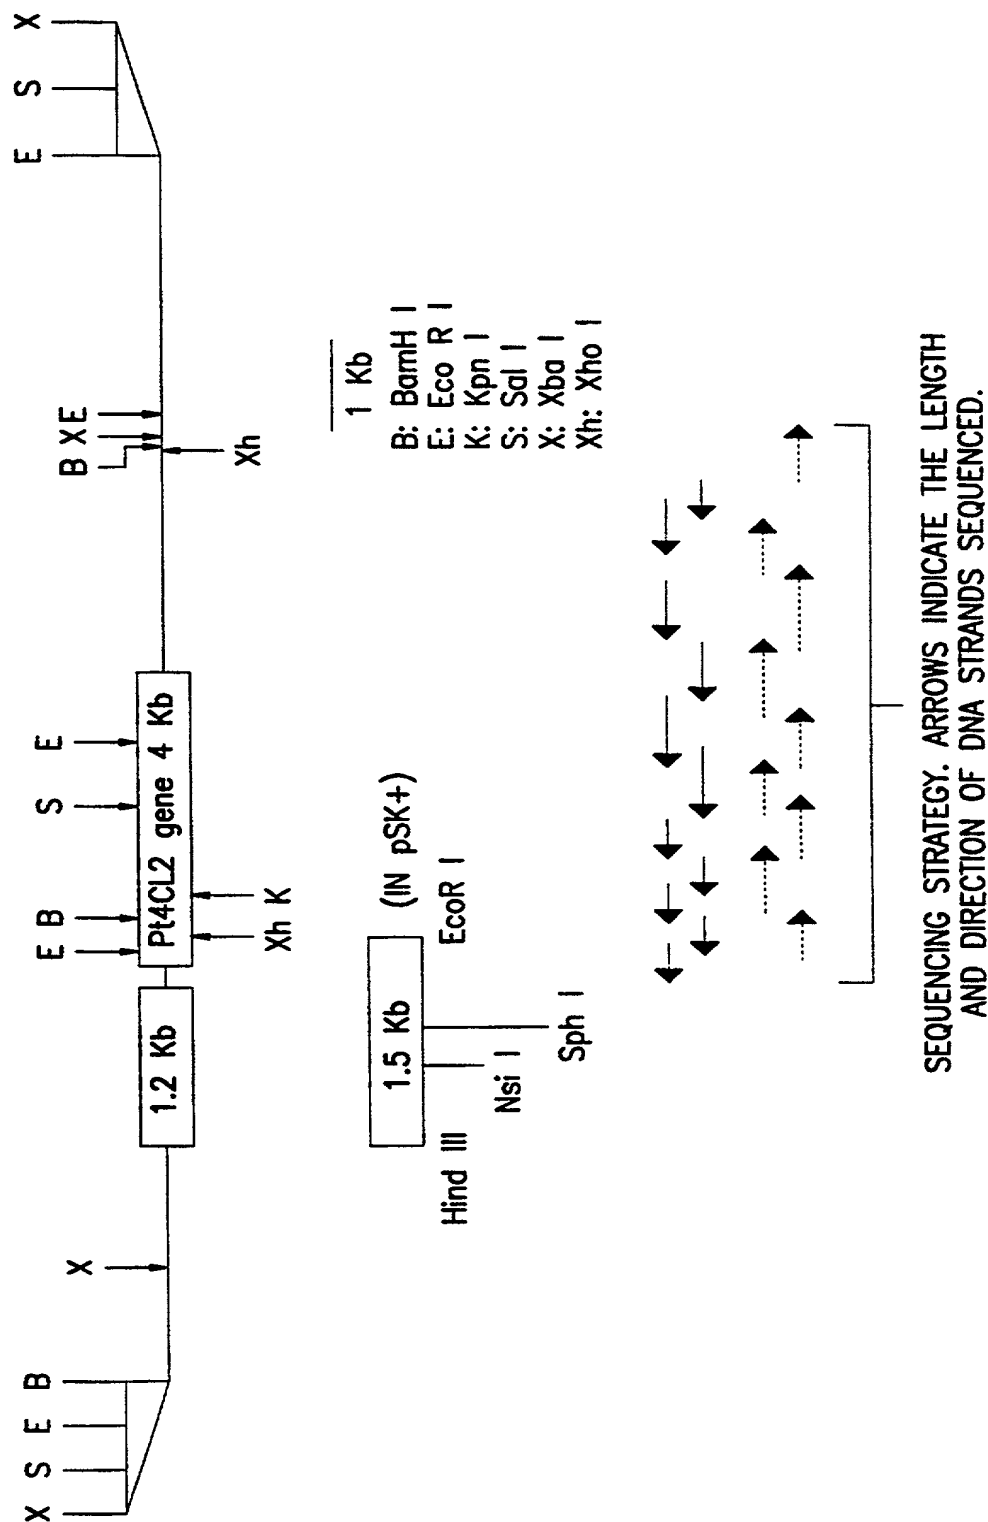 X S E B
X
1.2 Kb
E B
S
E
Pt4CL2 gene 4 Kb
Xh K
B X E
Xh
E S X
1.5 Kb
(IN pSK+)
Hind III
EcoR I
Nsi I
Sph I
1 Kb
B: BamH I
E: Eco R I
K: Kpn I
S: Sal I
X: Xba I
Xh: Xho I
SEQUENCING STRATEGY. ARROWS INDICATE THE LENGTH
AND DIRECTION OF DNA STRANDS SEQUENCED.